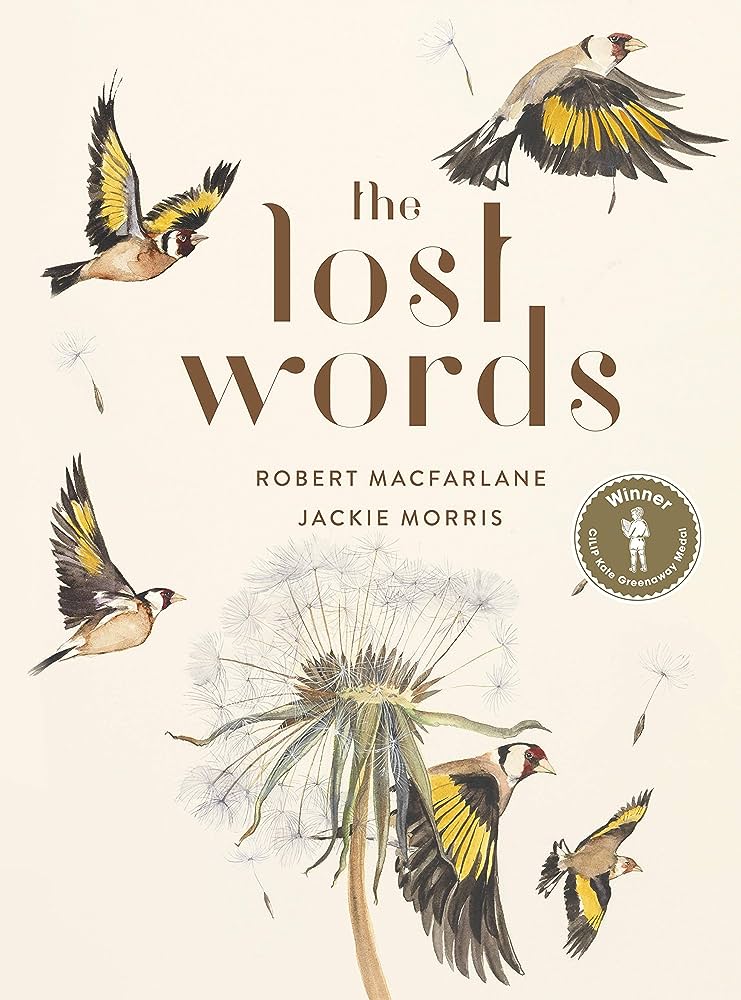 the
lost
words
ROBERT MACFARLANE
JACKIE MORRIS
Winner
CILIP Kate Greenaway Medal